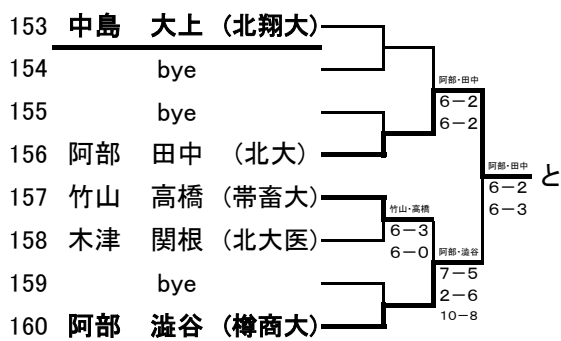 153 中島 大上 (北翔大)
154 bye
155 bye
156 阿部 田中 (北大)
157 竹山 高橋 (帯畜大)
158 木津 関根 (北大医)
159 bye
160 阿部 澁谷 (樽商大)
阿部・田中
6-2
6-2
竹山・高橋
6-3
6-0
阿部・澁谷
7-5
2-6
10-8
阿部・田中
6-2
6-3
と